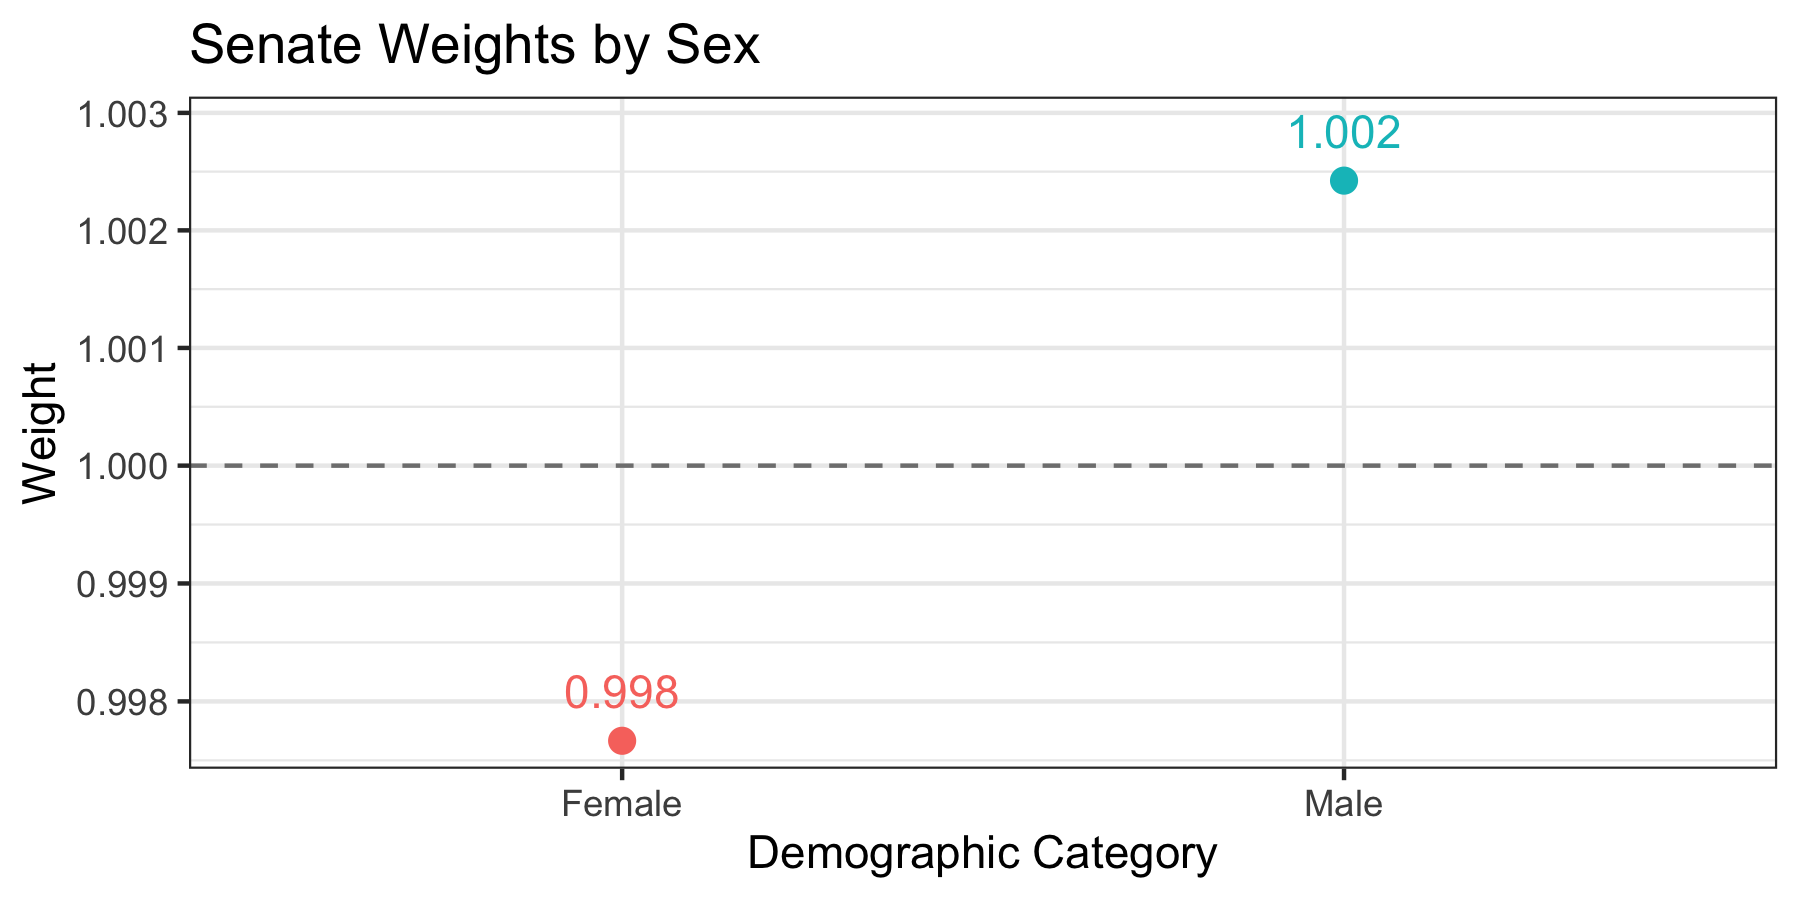 Senate Weights by Sex
1.003
1.002
1.002
1.001
Weight
1.000
0.999
0.998
0.998
Female
Male
Demographic Category